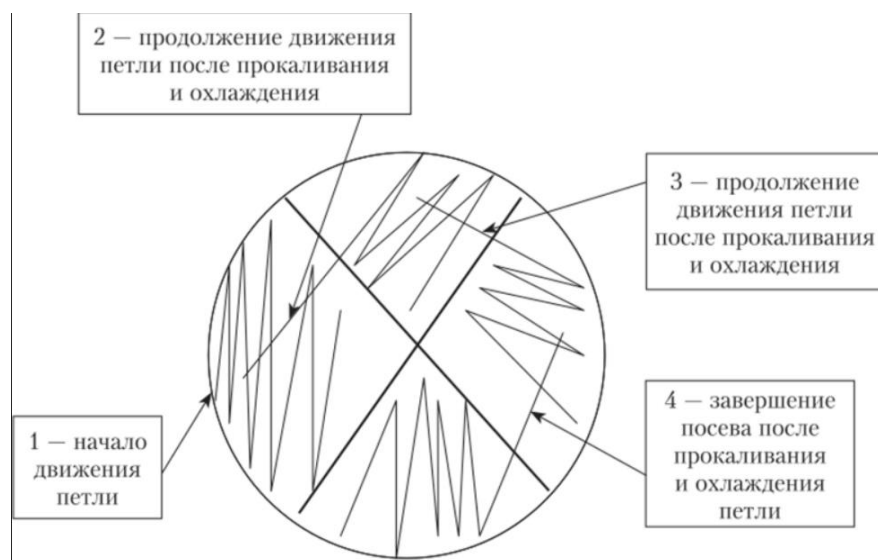 2 — продолжение движения
петли после прокаливания
и охлаждения
3 — продолжение
движения петли
после прокаливания
и охлаждения
1 — начало
движения
петли
4 — завершение
посева после
прокаливания
и охлаждения
петли